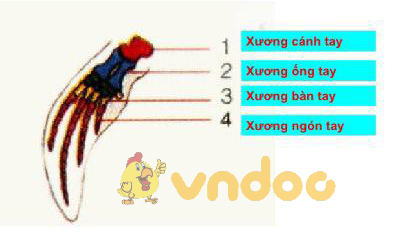 1 Xương cánh tay
2 Xương ống tay
3 Xương bàn tay
4 Xương ngón tay
vndoc